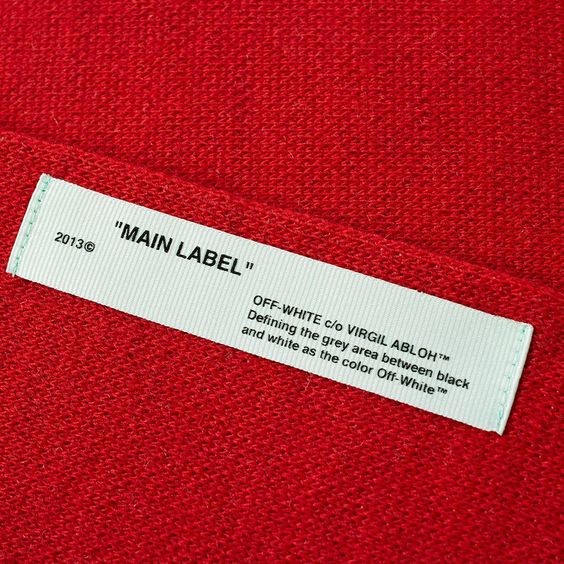 2013©
"MAIN LABEL"
OFF-WHITE c/o VIRGIL ABLOH™
Defining the grey area between black
and white as the color Off-White™